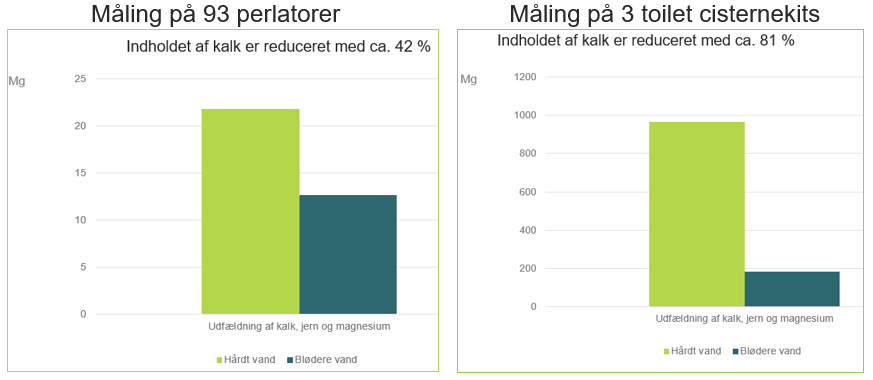 Måling på 93 perlatorer
Indholdet af kalk er reduceret med ca. 42 %
Mg
25
20
15
10
5
0
Udfældning af kalk, jern og magnesium
Hårdt vand Blødere vand
Måling på 3 toilet cisternekits
Indholdet af kalk er reduceret med ca. 81 %
Mg
1200
1000
800
600
400
200
0
Udfældning af kalk, jern og magnesium
Hårdt vand Blødere vand